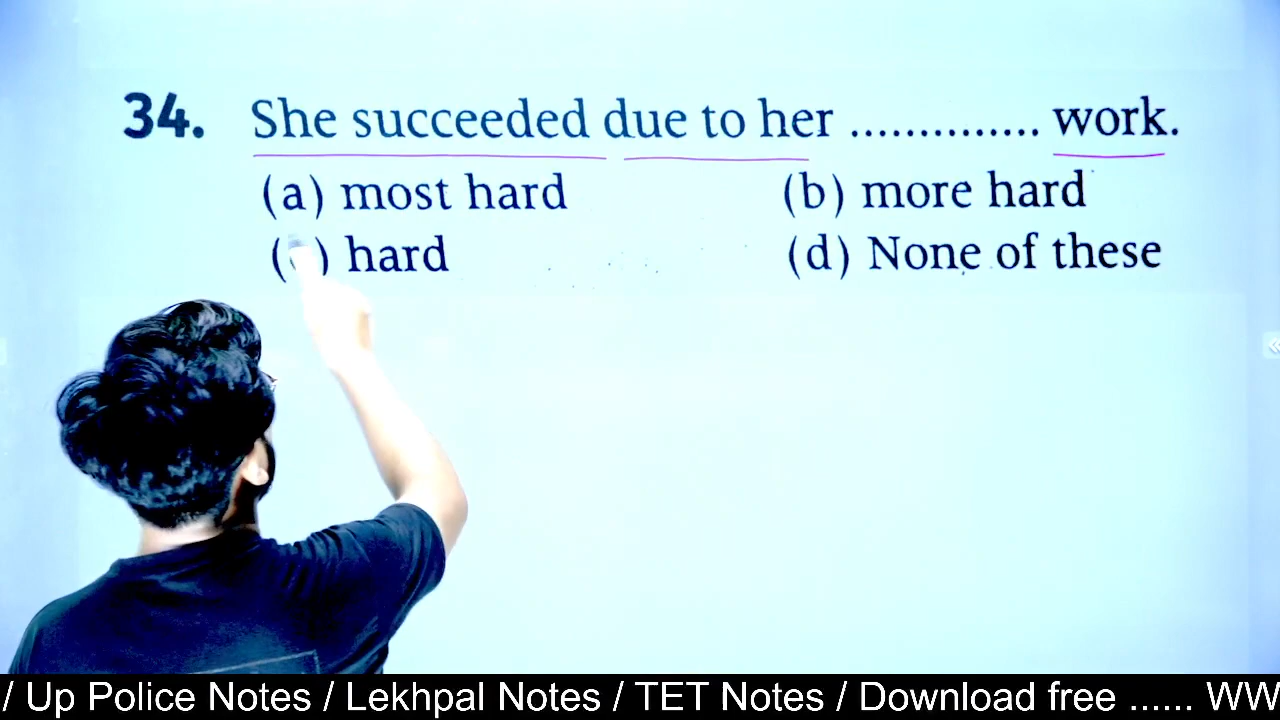 34. She succeeded due to her .............. work.
(a) most hard (b) more hard
( ) hard (d) None of these
/ Up Police Notes / Lekhpal Notes / TET Notes / Download free ...... WW